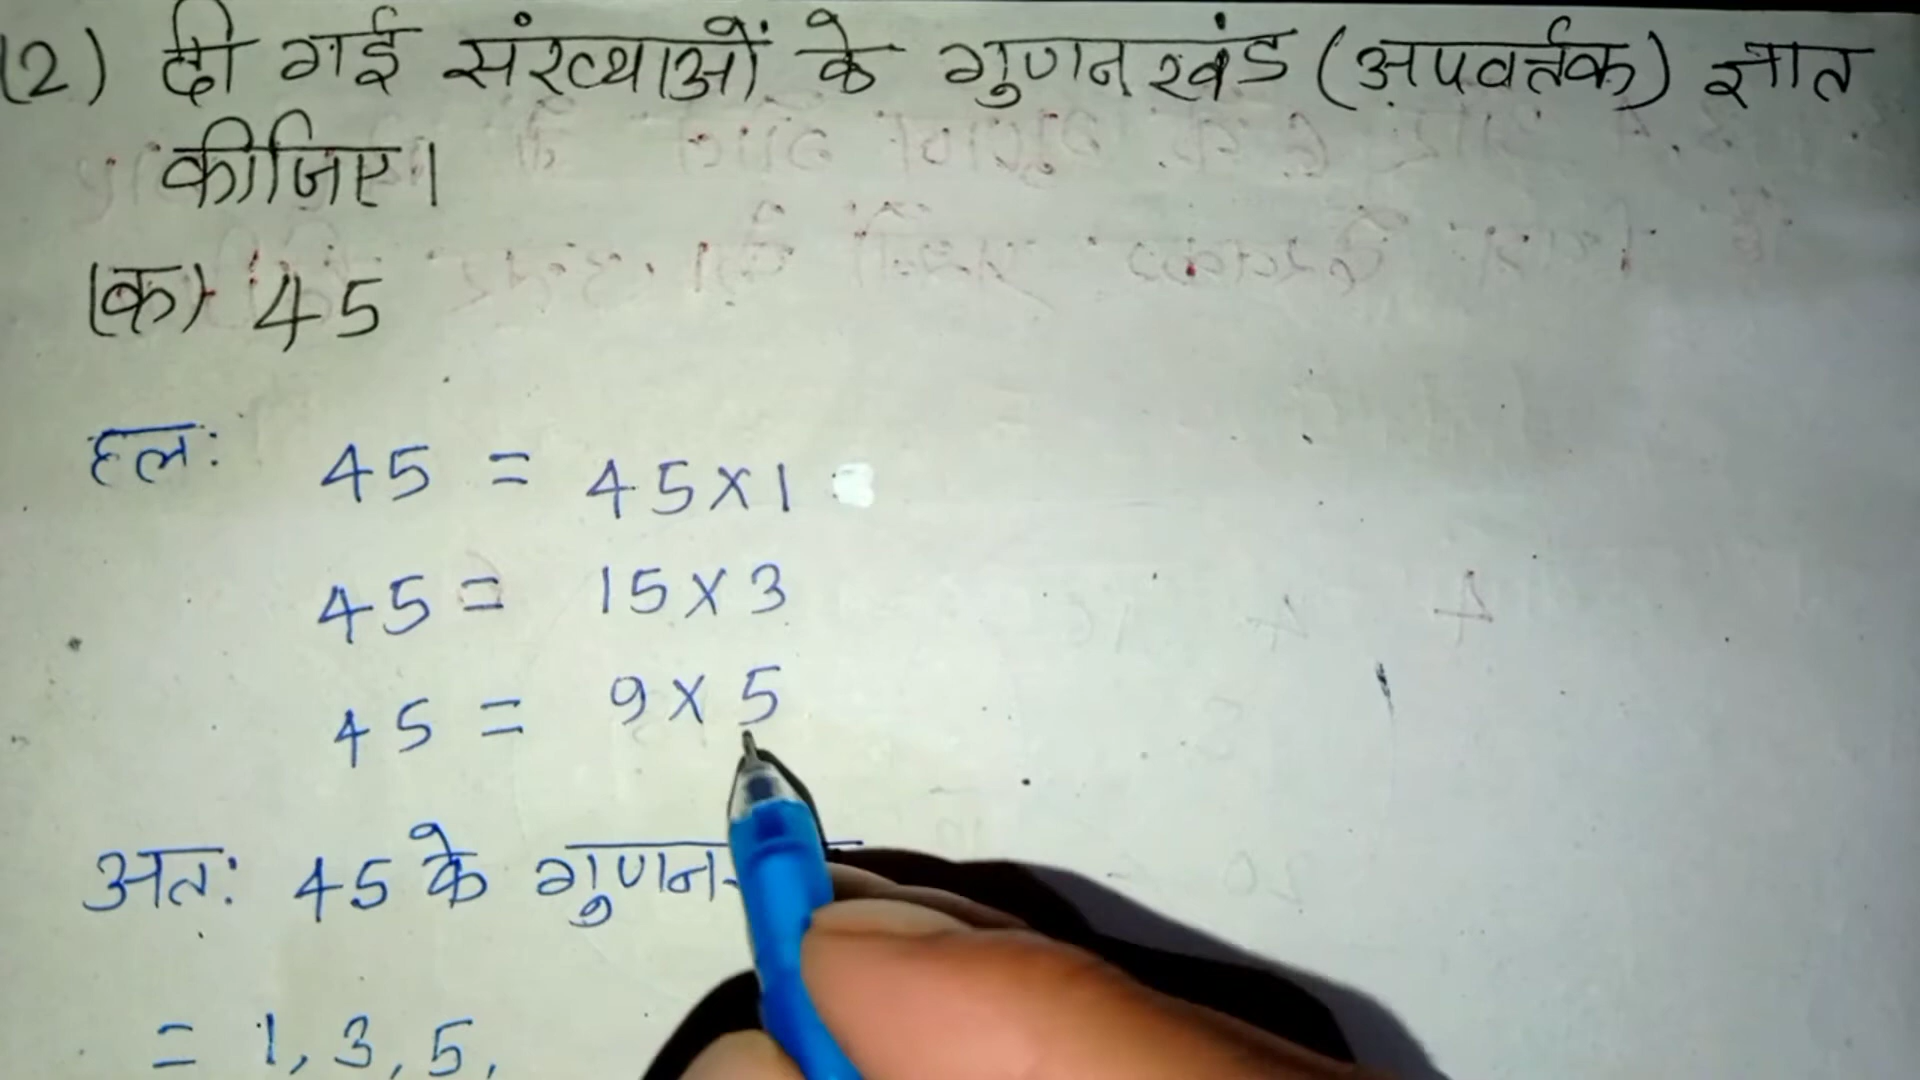 (2) दी गई संख्याओं के गुणनखंड (अपवर्तक) ज्ञात
कीजिए।
(क) 45
हल: 45 = 45×1
45 = 15×3
45 = 9×5
अत: 45 के गुणन
= 1, 3, 5,